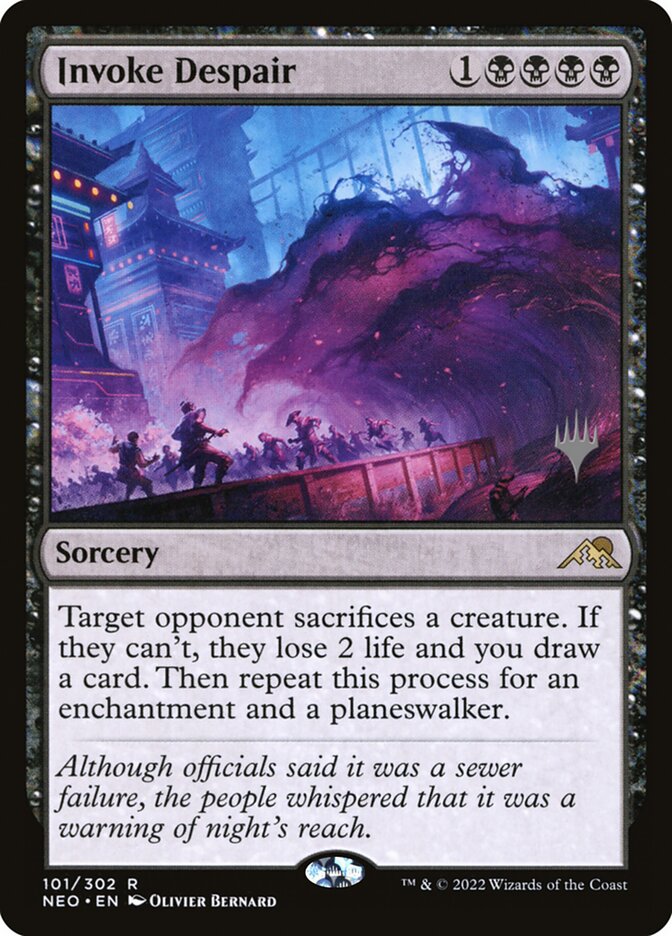 Invoke Despair 1
Sorcery
Target opponent sacrifices a creature. If
they can't, they lose 2 life and you draw
a card. Then repeat this process for an
enchantment and a planeswalker.
Although officials said it was a sewer
failure, the people whispered that it was a
warning of night's reach.
101/302 R
NEO • EN Olivier Bernard
™ & © 2022 Wizards of the Coast